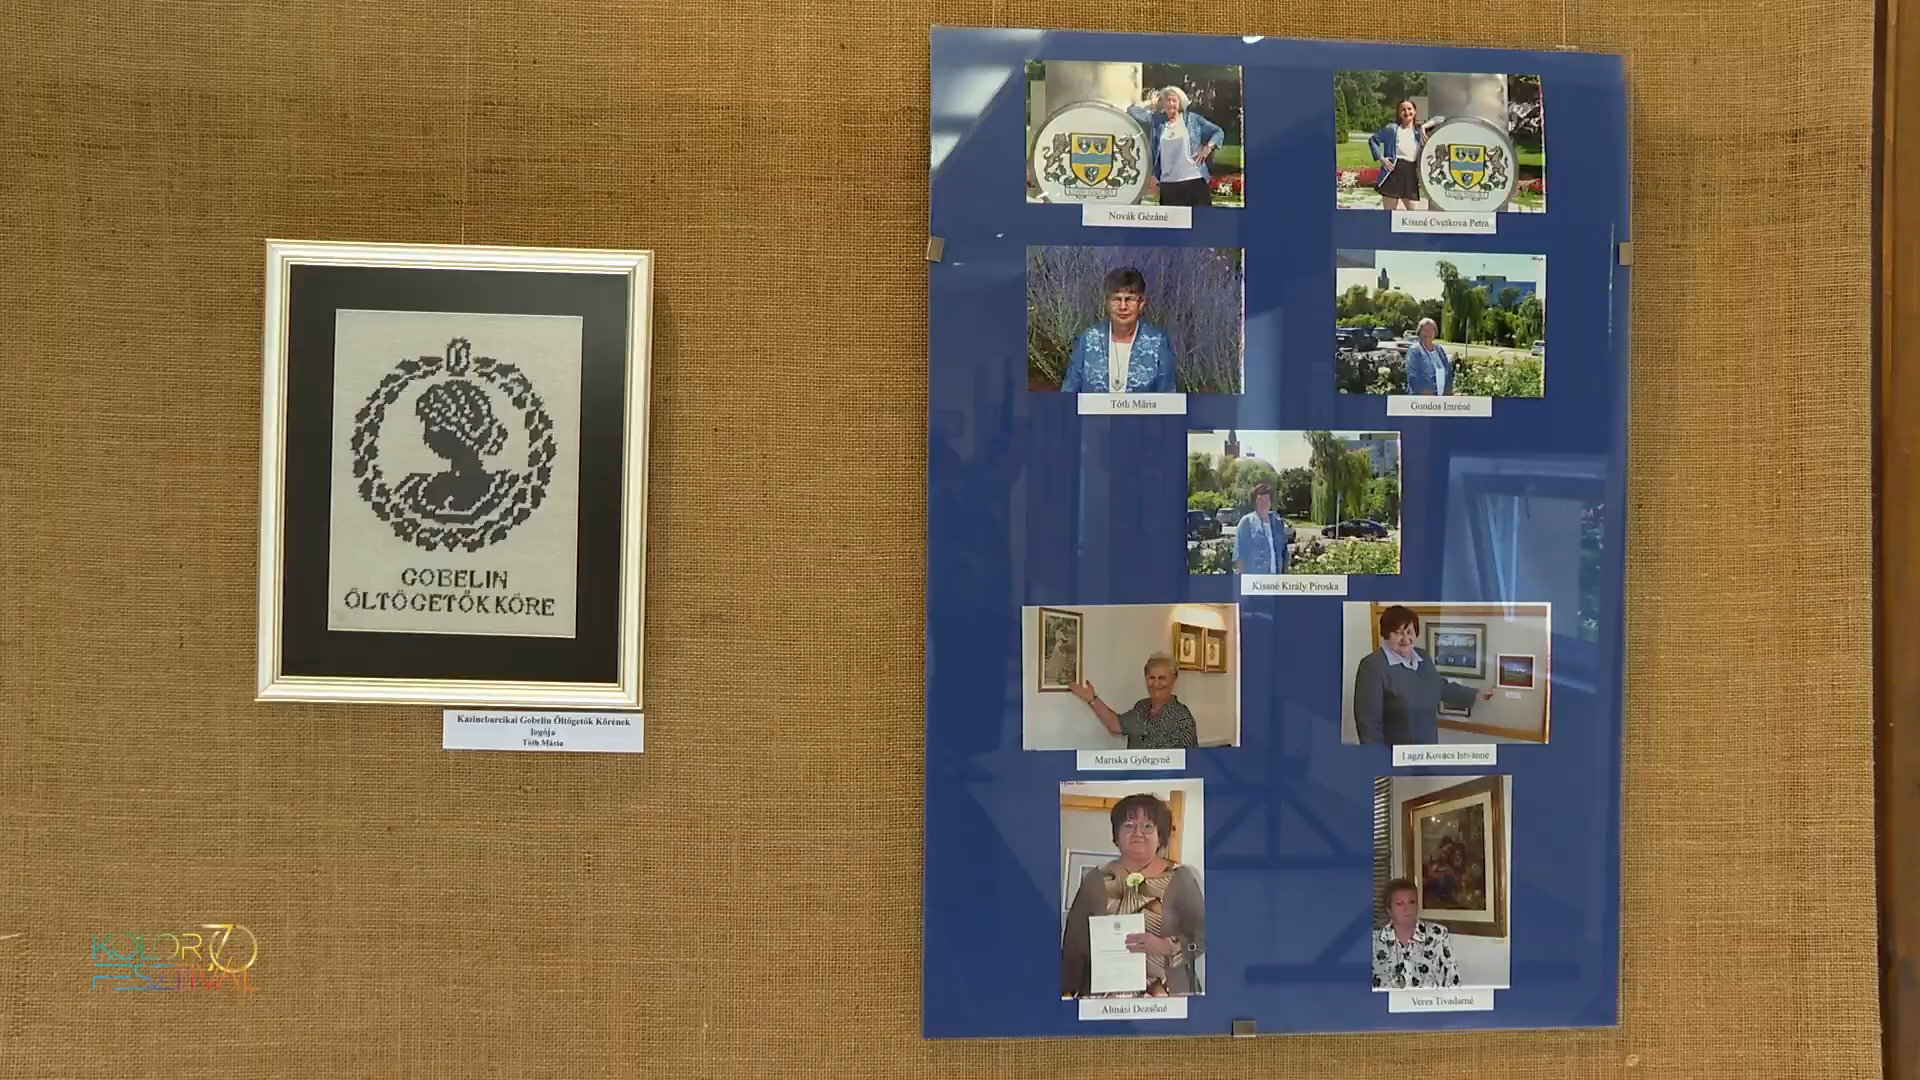 GOBELIN
ÖLTÖGETŐK KÖRE
Kazincbarcikai Gobelin Öltögetők Körének
logója
Tóth Mária
Novák Gézáné
Kissné Cvetkova Petra
Tóth Mária
Gondos Imréné
Kissné Király Piroska
Mariska Györgyné
Lagzi Kovács Istvánné
Almási Dezsőné
Veres Tivadarné
KOLOR 70
FESZTIVÁL